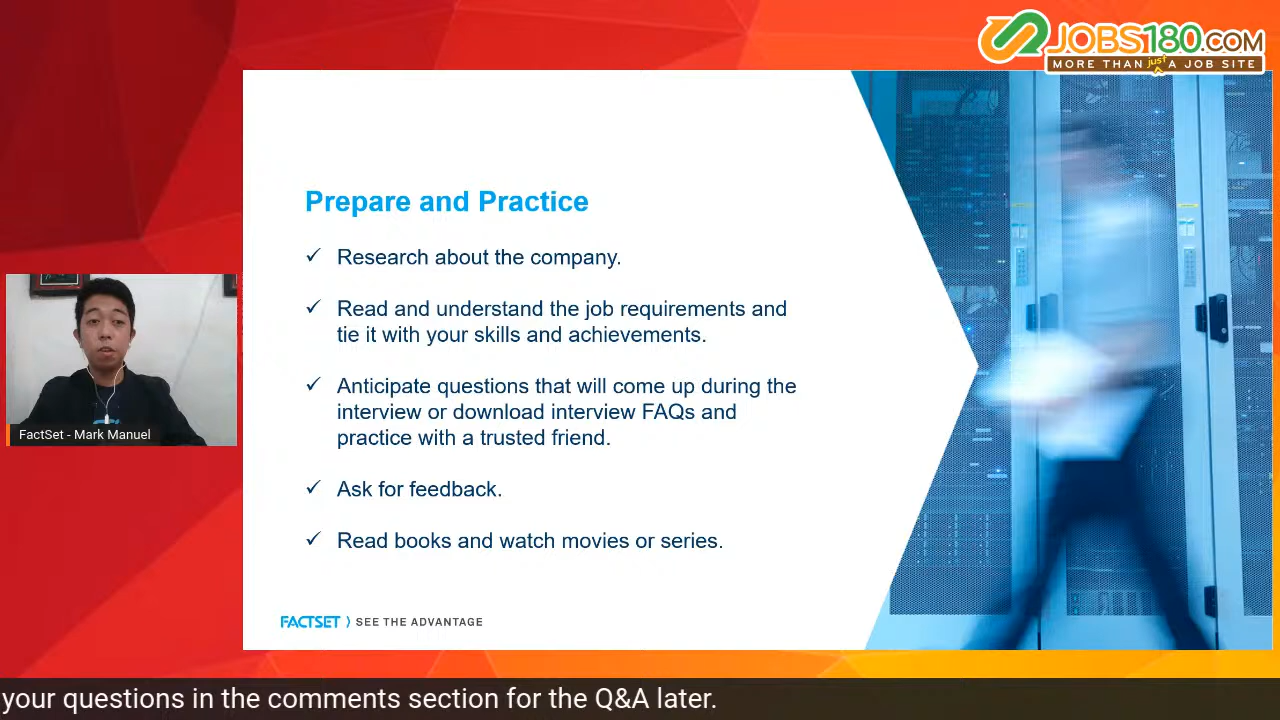 JOBS180.COM
MORE THAN just A JOB SITE
Prepare and Practice
✓ Research about the company.
✓ Read and understand the job requirements and
tie it with your skills and achievements.
✓ Anticipate questions that will come up during the
interview or download interview FAQs and
practice with a trusted friend.
✓ Ask for feedback.
✓ Read books and watch movies or series.
FactSet - Mark Manuel
FACTSET ⟩ SEE THE ADVANTAGE
your questions in the comments section for the Q&A later.